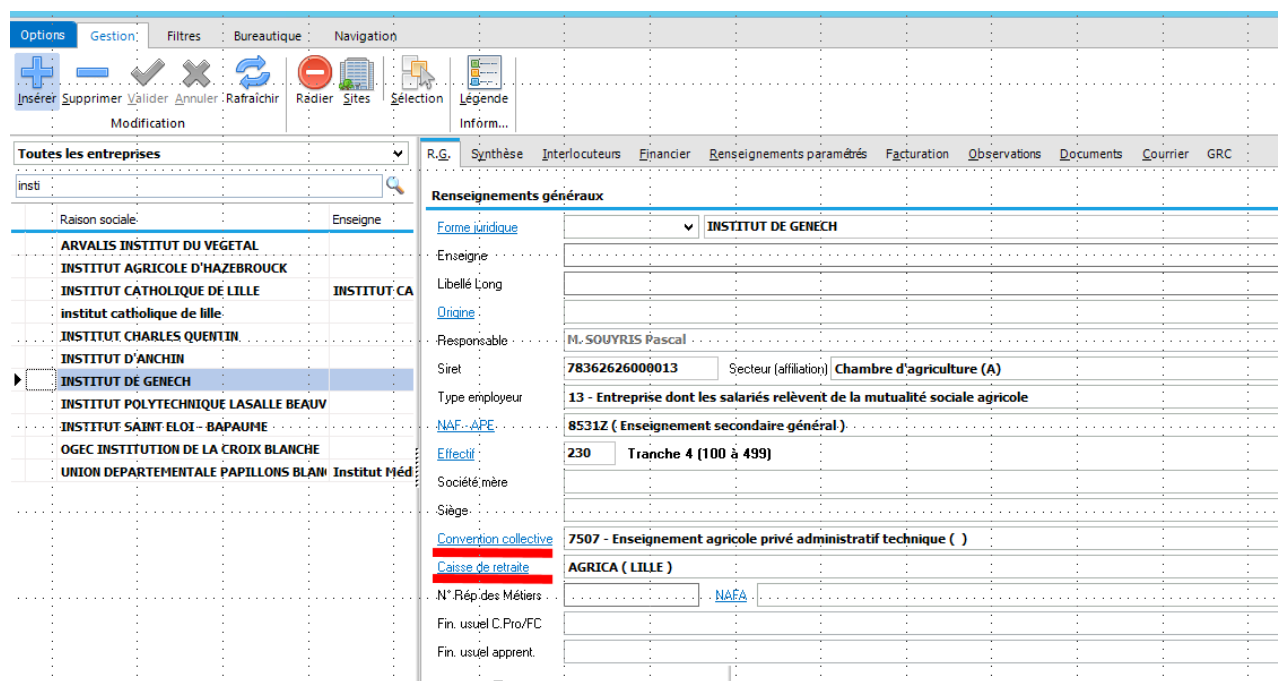 Options Gestion Filtres Bureautique Navigation
Insérer Supprimer Valider Annuler Rafraîchir Radier Sites Sélection Légende
Modification Inform...
Toutes les entreprises
R.G. Synthèse Interlocuteurs Financier Renseignements paramétrés Facturation Observations Documents Courrier GRC
insti
Raison sociale Enseigne
ARVALIS INSTITUT DU VEGETAL
INSTITUT AGRICOLE D'HAZEBROUCK
INSTITUT CATHOLIQUE DE LILLE INSTITUT CA
institut catholique de lille
INSTITUT CHARLES QUENTIN
INSTITUT D'ANCHIN
INSTITUT DE GENECH
INSTITUT POLYTECHNIQUE LASALLE BEAUV
INSTITUT SAINT ELOI - BAPAUME
OGEC INSTITUTION DE LA CROIX BLANCHE
UNION DEPARTEMENTALE PAPILLONS BLAN Institut Méd
Renseignements généraux
Forme juridique INSTITUT DE GENECH
Enseigne
Libellé Long
Origine
Responsable M. SOUYRIS Pascal
Siret 78362626000013 Secteur (affiliation) Chambre d'agriculture (A)
Type employeur 13 - Entreprise dont les salariés relèvent de la mutualité sociale agricole
NAF - APE 8531Z ( Enseignement secondaire général )
Effectif 230 Tranche 4 (100 à 499)
Société mère
Siège
Convention collective 7507 - Enseignement agricole privé administratif technique ( )
Caisse de retraite AGRICA ( LILLE )
N° Rép des Métiers NAFA
Fin. usuel C.Pro/FC
Fin. usuel apprent.